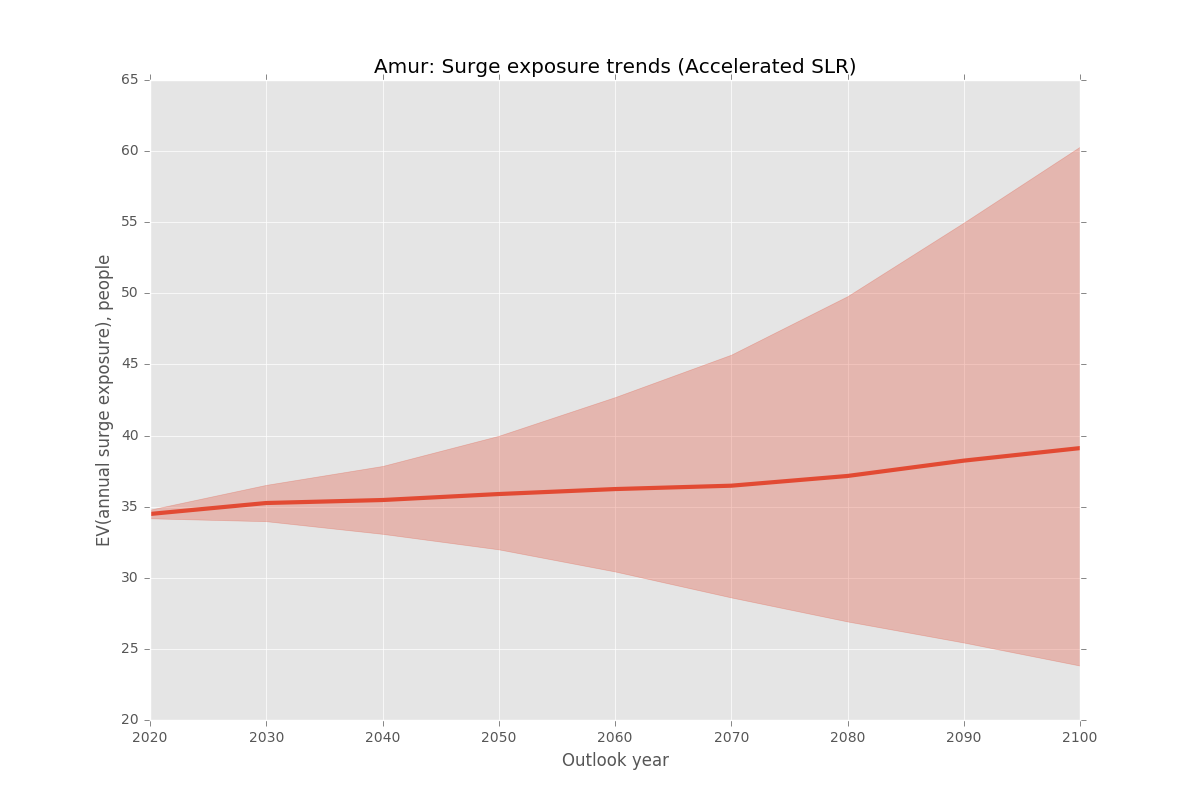 Amur: Surge exposure trends (Accelerated SLR)
65
60
55
50
45
40
35
30
25
20
EV(annual surge exposure), people
2020 2030 2040 2050 2060 2070 2080 2090 2100
Outlook year